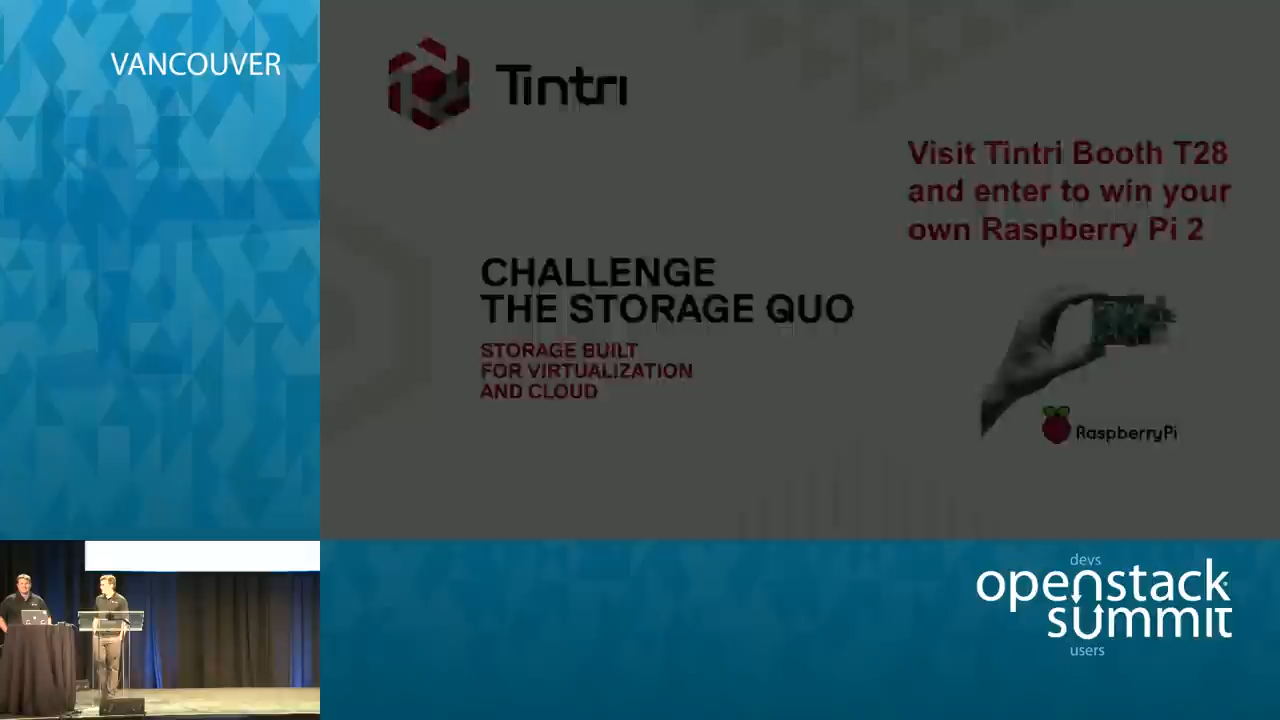 VANCOUVER
Tintri
Visit Tintri Booth T28
and enter to win your
own Raspberry Pi 2
CHALLENGE
THE STORAGE QUO
STORAGE BUILT
FOR VIRTUALIZATION
AND CLOUD
RaspberryPi
devs
openstack
summit
users